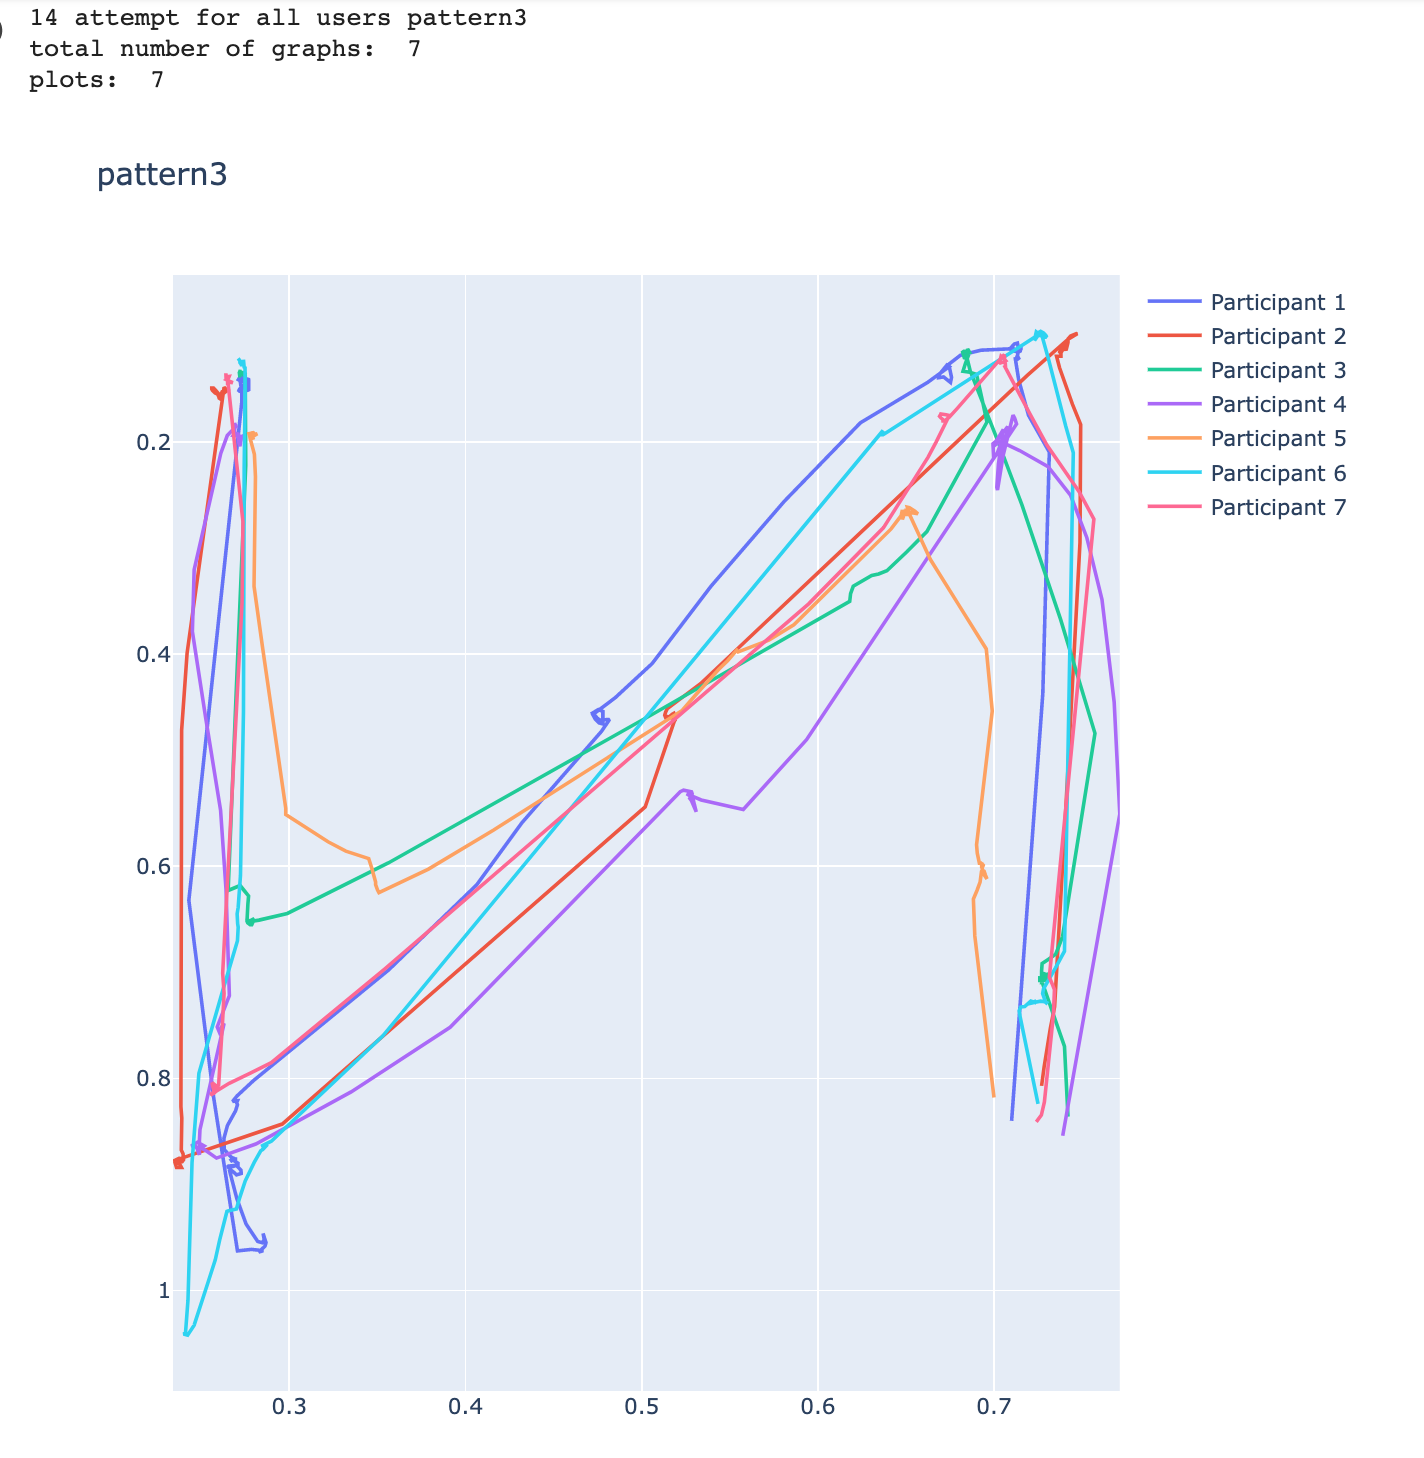 14 attempt for all users pattern3
total number of graphs:  7
plots:  7
pattern3
Participant 1
Participant 2
Participant 3
Participant 4
Participant 5
Participant 6
Participant 7
0.2
0.4
0.6
0.8
1
0.3 0.4 0.5 0.6 0.7